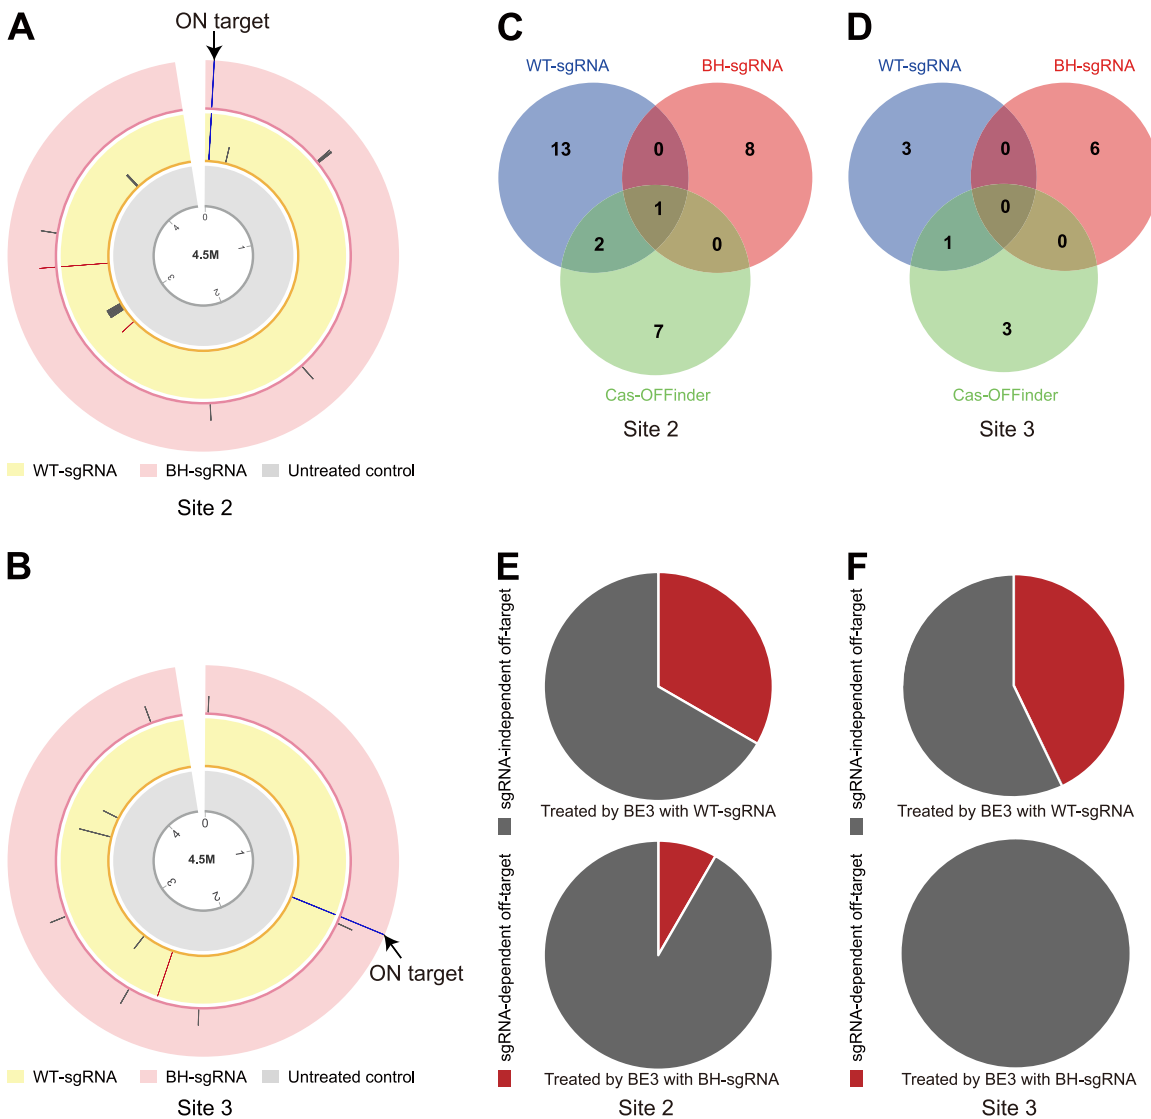 A
ON target
0
1
2
3
4
4.5M
WT-sgRNA
BH-sgRNA
Untreated control
Site 2
B
0
1
2
3
4
4.5M
ON target
WT-sgRNA
BH-sgRNA
Untreated control
Site 3
C
WT-sgRNA
BH-sgRNA
13
0
8
1
2
0
7
Cas-OFFinder
Site 2
D
WT-sgRNA
BH-sgRNA
3
0
6
0
1
0
3
Cas-OFFinder
Site 3
E
sgRNA-independent off-target
Treated by BE3 with WT-sgRNA
sgRNA-dependent off-target
Treated by BE3 with BH-sgRNA
Site 2
F
sgRNA-independent off-target
Treated by BE3 with WT-sgRNA
sgRNA-dependent off-target
Treated by BE3 with BH-sgRNA
Site 3